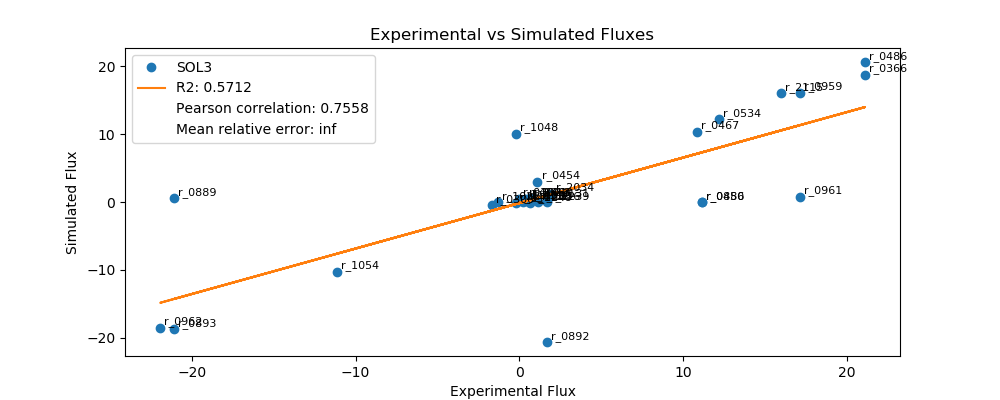 Experimental vs Simulated Fluxes
SOL3
R2: 0.5712
Pearson correlation: 0.7558
Mean relative error: inf
r_0486
r_0366
r_2115
r_0959
r_0534
r_0467
r_1048
r_0454
r_2034
r_0889
r_0961
r_1054
r_0962
r_0893
r_0892
20
10
0
−10
−20
Simulated Flux
−20
−10
0
10
20
Experimental Flux